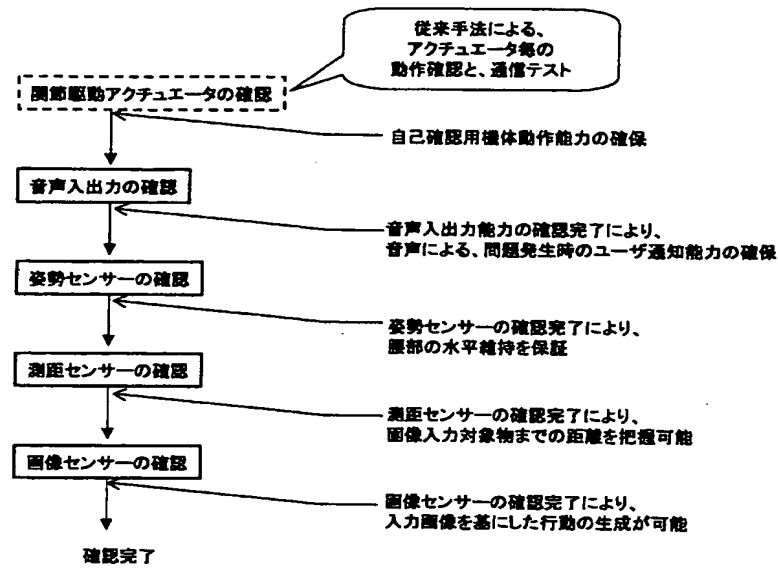 従来手法による、
アクチュエータ毎の
動作確認と、通信テスト
関節駆動アクチュエータの確認
自己確認用機体動作能力の確保
音声入出力の確認
音声入出力能力の確認完了により、
音声による、問題発生時のユーザ通知能力の確保
姿勢センサーの確認
姿勢センサーの確認完了により、
腰部の水平維持を保証
測距センサーの確認
測距センサーの確認完了により、
画像入力対象物までの距離を把握可能
画像センサーの確認
画像センサーの確認完了により、
入力画像を基にした行動の生成が可能
確認完了